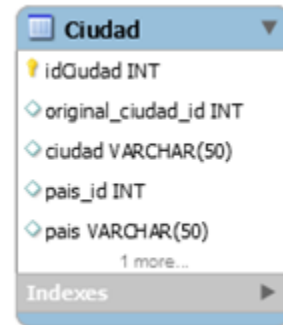 Ciudad
idCiudad INT
original_ciudad_id INT
ciudad VARCHAR(50)
pais_id INT
pais VARCHAR(50)
1 more...
Indexes